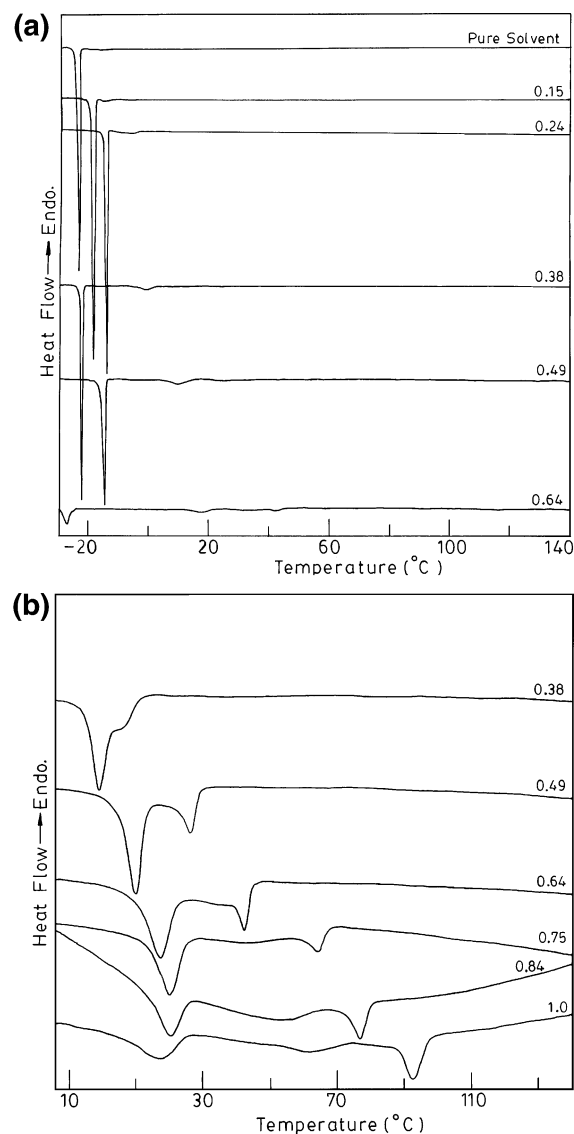 (a)
Pure Solvent
0.15
0.24
0.38
0.49
0.64
Heat Flow → Endo.
-20 20 60 100 140
Temperature (°C)
(b)
0.38
0.49
0.64
0.75
0.84
1.0
Heat Flow → Endo.
10 30 70 110
Temperature (°C)